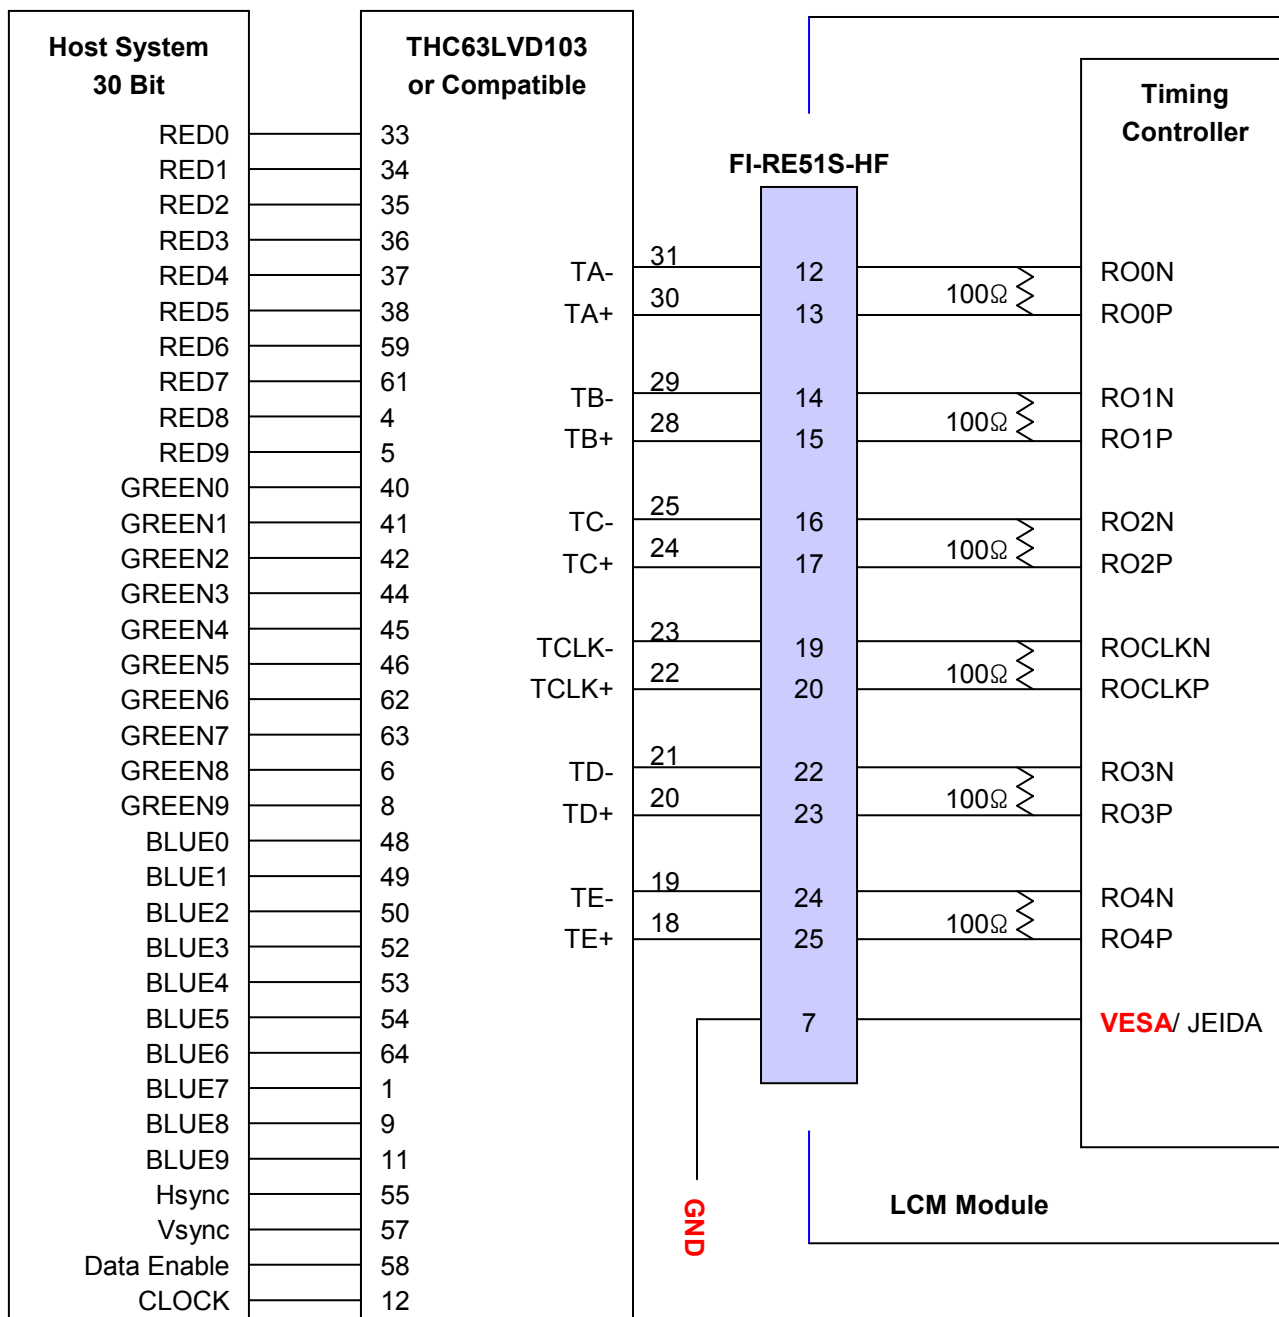 Host System
30 Bit
RED0
RED1
RED2
RED3
RED4
RED5
RED6
RED7
RED8
RED9
GREEN0
GREEN1
GREEN2
GREEN3
GREEN4
GREEN5
GREEN6
GREEN7
GREEN8
GREEN9
BLUE0
BLUE1
BLUE2
BLUE3
BLUE4
BLUE5
BLUE6
BLUE7
BLUE8
BLUE9
Hsync
Vsync
Data Enable
CLOCK
THC63LVD103
or Compatible
33
34
35
36
37
38
59
61
4
5
40
41
42
44
45
46
62
63
6
8
48
49
50
52
53
54
64
1
9
11
55
57
58
12
TA-
TA+
TB-
TB+
TC-
TC+
TCLK-
TCLK+
TD-
TD+
TE-
TE+
31
30
29
28
25
24
23
22
21
20
19
18
GND
FI-RE51S-HF
12
13
14
15
16
17
19
20
22
23
24
25
7
100Ω
100Ω
100Ω
100Ω
100Ω
100Ω
Timing
Controller
RO0N
RO0P
RO1N
RO1P
RO2N
RO2P
ROCLKN
ROCLKP
RO3N
RO3P
RO4N
RO4P
VESA/ JEIDA
LCM Module